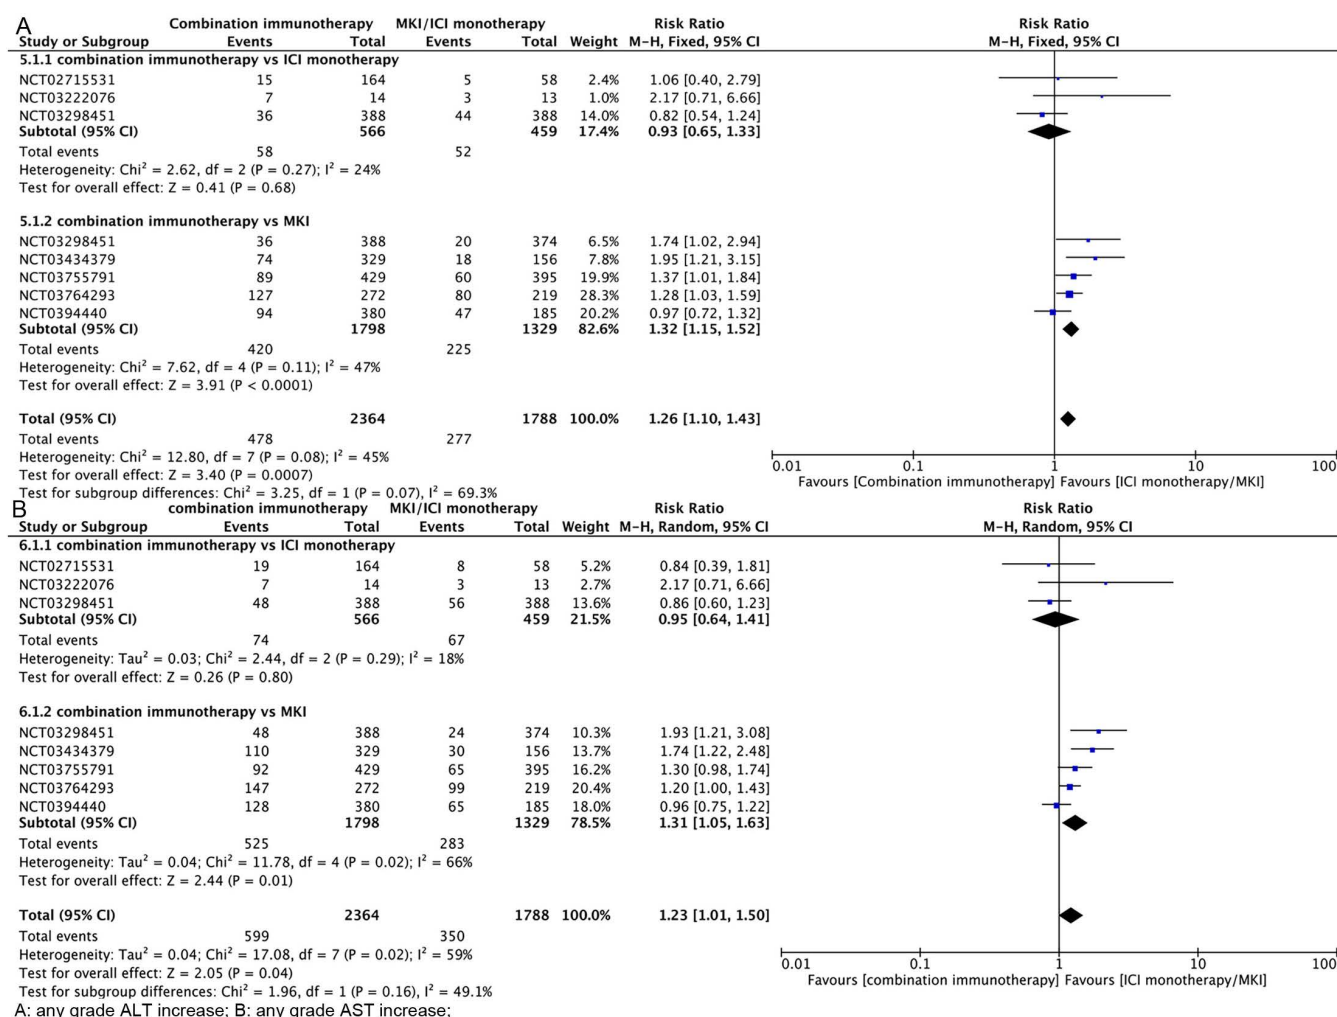 A
Combination immunotherapy MKI/ICI monotherapy Risk Ratio Risk Ratio
Study or Subgroup Events Total Events Total Weight M-H, Fixed, 95% CI M-H, Fixed, 95% CI
5.1.1 combination immunotherapy vs ICI monotherapy
NCT02715531 15 164 5 58 2.4% 1.06 [0.40, 2.79]
NCT03222076 7 14 3 13 1.0% 2.17 [0.71, 6.66]
NCT03298451 36 388 44 388 14.0% 0.82 [0.54, 1.24]
Subtotal (95% CI) 566 459 17.4% 0.93 [0.65, 1.33]
Total events 58 52
Heterogeneity: Chi² = 2.62, df = 2 (P = 0.27); I² = 24%
Test for overall effect: Z = 0.41 (P = 0.68)
5.1.2 combination immunotherapy vs MKI
NCT03298451 36 388 20 374 6.5% 1.74 [1.02, 2.94]
NCT03434379 74 329 18 156 7.8% 1.95 [1.21, 3.15]
NCT03755791 89 429 60 395 19.9% 1.37 [1.01, 1.84]
NCT03764293 127 272 80 219 28.3% 1.28 [1.03, 1.59]
NCT0394440 94 380 47 185 20.2% 0.97 [0.72, 1.32]
Subtotal (95% CI) 1798 1329 82.6% 1.32 [1.15, 1.52]
Total events 420 225
Heterogeneity: Chi² = 7.62, df = 4 (P = 0.11); I² = 47%
Test for overall effect: Z = 3.91 (P < 0.0001)
Total (95% CI) 2364 1788 100.0% 1.26 [1.10, 1.43]
Total events 478 277
Heterogeneity: Chi² = 12.80, df = 7 (P = 0.08); I² = 45%
Test for overall effect: Z = 3.40 (P = 0.0007)
Test for subgroup differences: Chi² = 3.25, df = 1 (P = 0.07), I² = 69.3%
0.01 0.1 1 10 100
Favours [Combination immunotherapy] Favours [ICI monotherapy/MKI]
B
combination immunotherapy MKI/ICI monotherapy Risk Ratio Risk Ratio
Study or Subgroup Events Total Events Total Weight M-H, Random, 95% CI M-H, Random, 95% CI
6.1.1 combination immunotherapy vs ICI monotherapy
NCT02715531 19 164 8 58 5.2% 0.84 [0.39, 1.81]
NCT03222076 7 14 3 13 2.7% 2.17 [0.71, 6.66]
NCT03298451 48 388 56 388 13.6% 0.86 [0.60, 1.23]
Subtotal (95% CI) 566 459 21.5% 0.95 [0.64, 1.41]
Total events 74 67
Heterogeneity: Tau² = 0.03; Chi² = 2.44, df = 2 (P = 0.29); I² = 18%
Test for overall effect: Z = 0.26 (P = 0.80)
6.1.2 combination immunotherapy vs MKI
NCT03298451 48 388 24 374 10.3% 1.93 [1.21, 3.08]
NCT03434379 110 329 30 156 13.7% 1.74 [1.22, 2.48]
NCT03755791 92 429 65 395 16.2% 1.30 [0.98, 1.74]
NCT03764293 147 272 99 219 20.4% 1.20 [1.00, 1.43]
NCT0394440 128 380 65 185 18.0% 0.96 [0.75, 1.22]
Subtotal (95% CI) 1798 1329 78.5% 1.31 [1.05, 1.63]
Total events 525 283
Heterogeneity: Tau² = 0.04; Chi² = 11.78, df = 4 (P = 0.02); I² = 66%
Test for overall effect: Z = 2.44 (P = 0.01)
Total (95% CI) 2364 1788 100.0% 1.23 [1.01, 1.50]
Total events 599 350
Heterogeneity: Tau² = 0.04; Chi² = 17.08, df = 7 (P = 0.02); I² = 59%
Test for overall effect: Z = 2.05 (P = 0.04)
Test for subgroup differences: Chi² = 1.96, df = 1 (P = 0.16), I² = 49.1%
0.01 0.1 1 10 100
Favours [combination immunotherapy] Favours [ICI monotherapy/MKI]
A: any grade ALT increase; B: any grade AST increase;